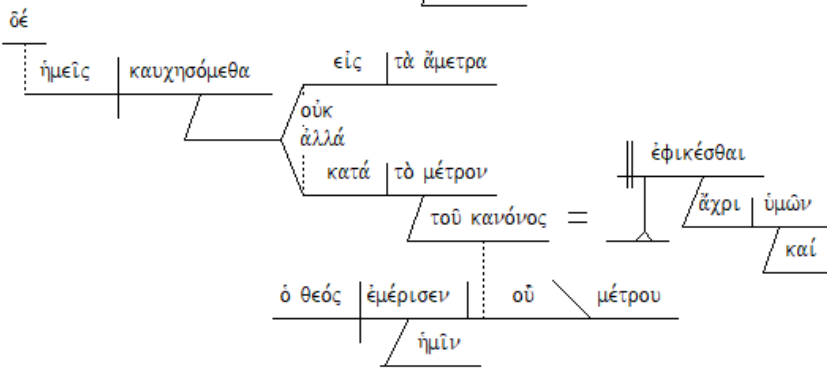 δέ
ἡμεῖς καυχησόμεθα
εἰς τὰ ἄμετρα
οὐκ
ἀλλά
κατά τὸ μέτρον
τοῦ κανόνος =
ἐφικέσθαι
ἄχρι ὑμῶν
καί
ὁ θεός ἐμέρισεν οὗ μέτρου
ἡμῖν